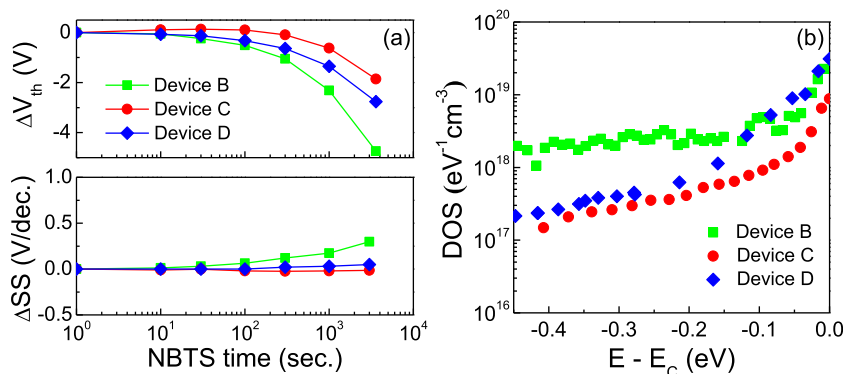 (a)
ΔV_th (V)
0
-2
-4
Device B
Device C
Device D
ΔSS (V/dec.)
1.0
0.5
0.0
-0.5
10^0 10^1 10^2 10^3 10^4
NBTS time (sec.)
(b)
DOS (eV^-1cm^-3)
10^20
10^19
10^18
10^17
10^16
Device B
Device C
Device D
-0.4 -0.3 -0.2 -0.1 0.0
E - E_C (eV)